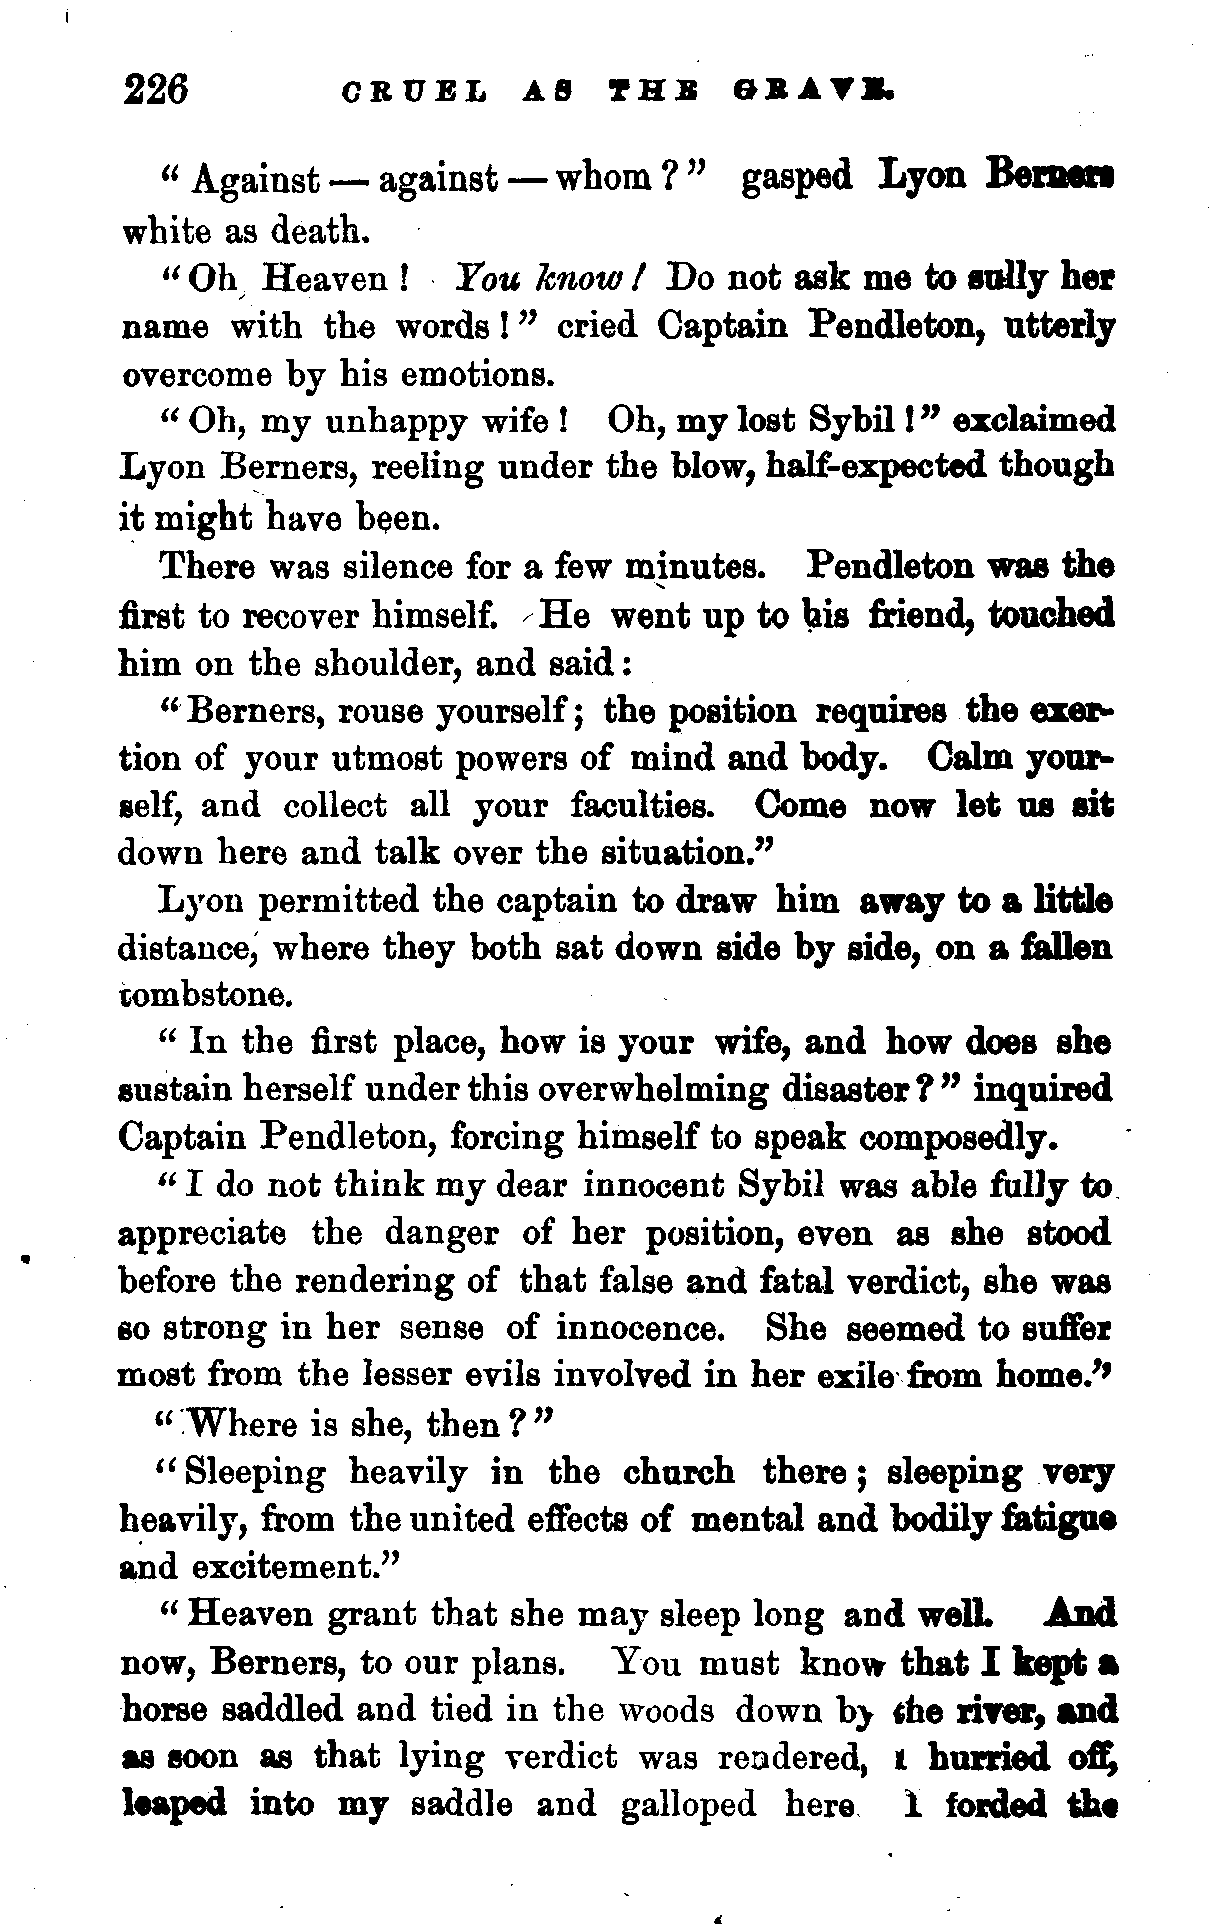 226 CRUEL AS THE GRAVE.
“ Against — against — whom ? ” gasped Lyon Berners
white as death.
“ Oh, Heaven ! You know ! Do not ask me to sully her
name with the words ! ” cried Captain Pendleton, utterly
overcome by his emotions.
“ Oh, my unhappy wife ! Oh, my lost Sybil ! ” exclaimed
Lyon Berners, reeling under the blow, half-expected though
it might have been.
There was silence for a few minutes. Pendleton was the
first to recover himself. He went up to his friend, touched
him on the shoulder, and said :
“ Berners, rouse yourself ; the position requires the exer-
tion of your utmost powers of mind and body. Calm your-
self, and collect all your faculties. Come now let us sit
down here and talk over the situation.”
Lyon permitted the captain to draw him away to a little
distance, where they both sat down side by side, on a fallen
tombstone.
“ In the first place, how is your wife, and how does she
sustain herself under this overwhelming disaster ? ” inquired
Captain Pendleton, forcing himself to speak composedly.
“ I do not think my dear innocent Sybil was able fully to
appreciate the danger of her position, even as she stood
before the rendering of that false and fatal verdict, she was
so strong in her sense of innocence. She seemed to suffer
most from the lesser evils involved in her exile from home.”
“ Where is she, then ? ”
“ Sleeping heavily in the church there ; sleeping very
heavily, from the united effects of mental and bodily fatigue
and excitement.”
“ Heaven grant that she may sleep long and well. And
now, Berners, to our plans. You must know that I kept a
horse saddled and tied in the woods down by the river, and
as soon as that lying verdict was rendered, I hurried off,
leaped into my saddle and galloped here. I forded the